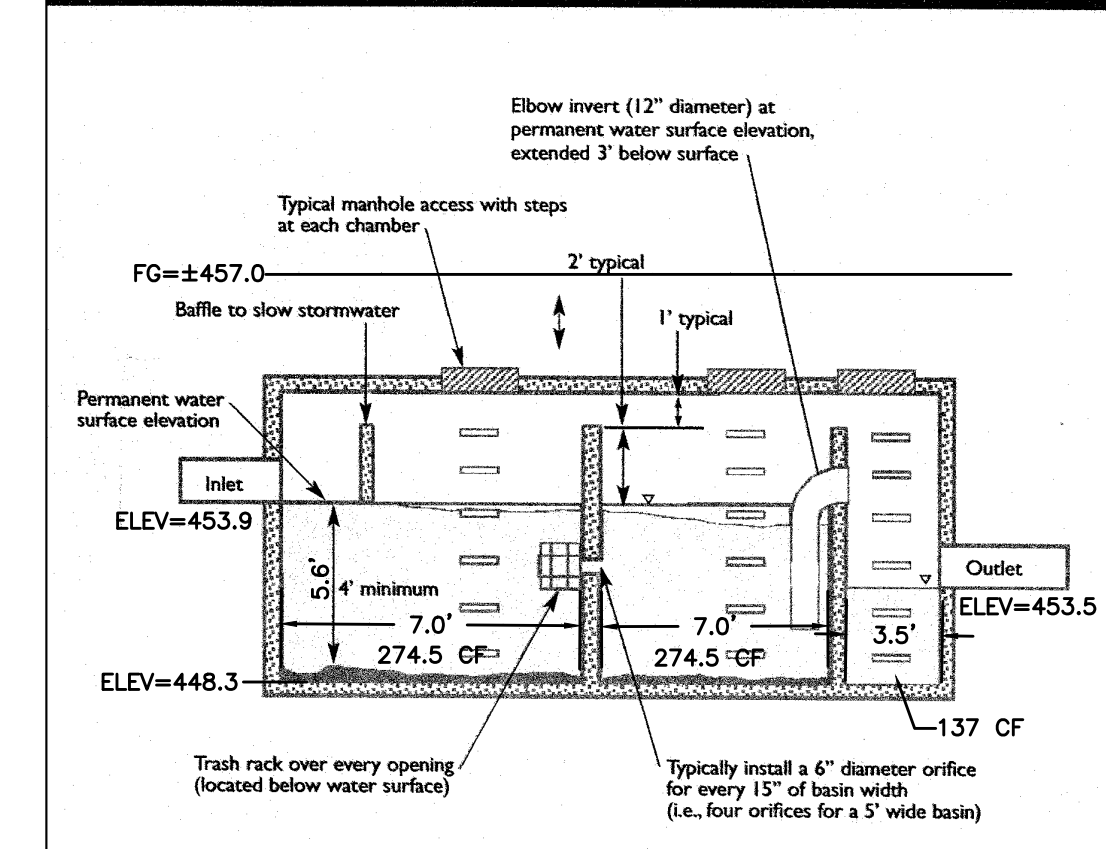 Elbow invert (12” diameter) at
permanent water surface elevation,
extended 3’ below surface
Typical manhole access with steps
at each chamber
2’ typical
FG=±457.0
Baffle to slow stormwater
1’ typical
Permanent water
surface elevation
Inlet
ELEV=453.9
5.6’
4’ minimum
Outlet
ELEV=453.5
7.0’
7.0’
3.5’
274.5 CF
274.5 CF
ELEV=448.3
137 CF
Trash rack over every opening
(located below water surface)
Typically install a 6” diameter orifice
for every 15” of basin width
(i.e., four orifices for a 5’ wide basin)